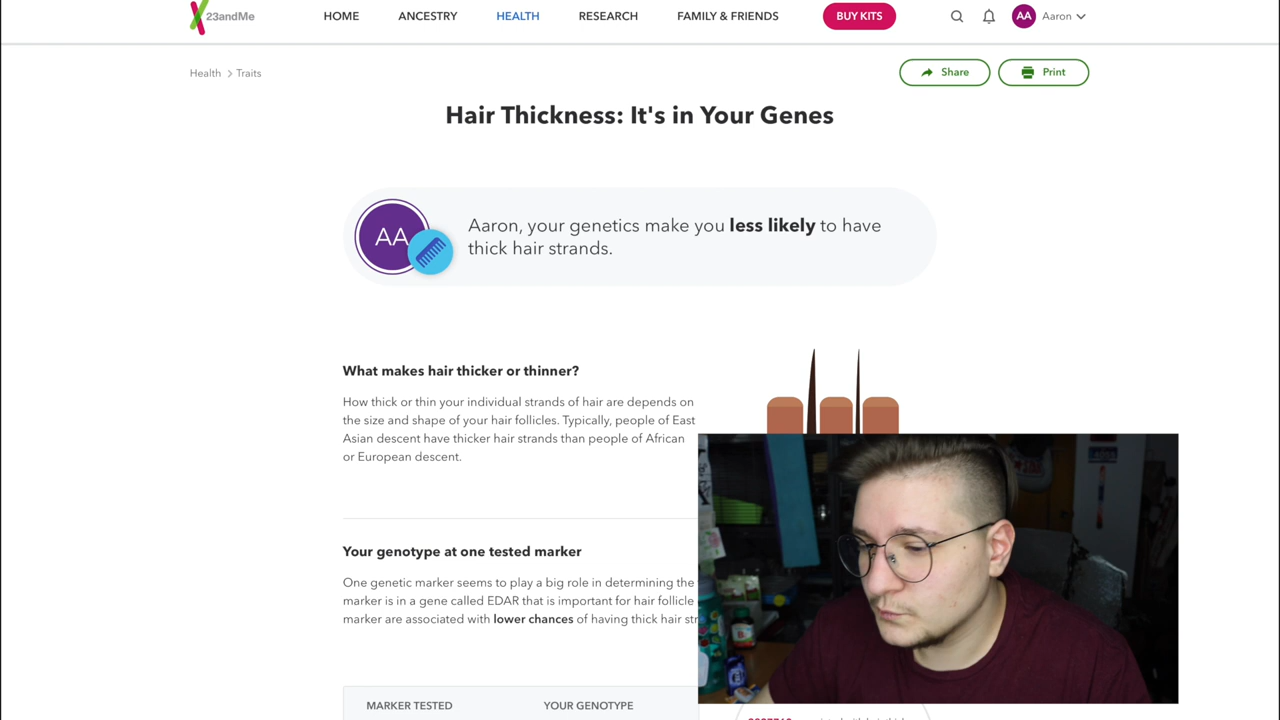 23andMe
HOME ANCESTRY HEALTH RESEARCH FAMILY & FRIENDS BUY KITS AA Aaron
Health > Traits
Share Print
Hair Thickness: It's in Your Genes
AA
Aaron, your genetics make you less likely to have
thick hair strands.
What makes hair thicker or thinner?
How thick or thin your individual strands of hair are depends on
the size and shape of your hair follicles. Typically, people of East
Asian descent have thicker hair strands than people of African
or European descent.
Your genotype at one tested marker
One genetic marker seems to play a big role in determining the
marker is in a gene called EDAR that is important for hair follicle
marker are associated with lower chances of having thick hair str
MARKER TESTED YOUR GENOTYPE